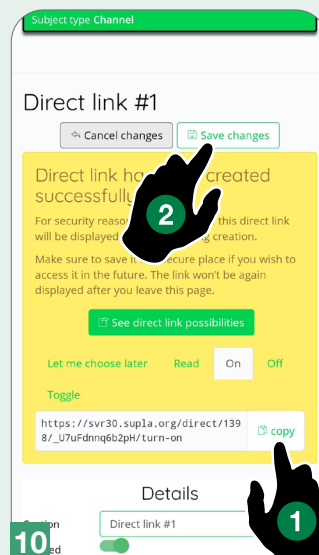 Subject type Channel
Direct link #1
Cancel changes
Save changes
Direct link ha created
successfully
For security reaso this direct link
will be displayed g creation.
Make sure to save i ecure place if you wish to
access it in the future. The link won't be again
displayed after you leave this page.
See direct link possibilities
Let me choose later Read On Off
Toggle
https://svr30.supla.org/direct/139
8/_U7uFdnnq6b2pH/turn-on
copy
Details
Direct link #1
2
1
10